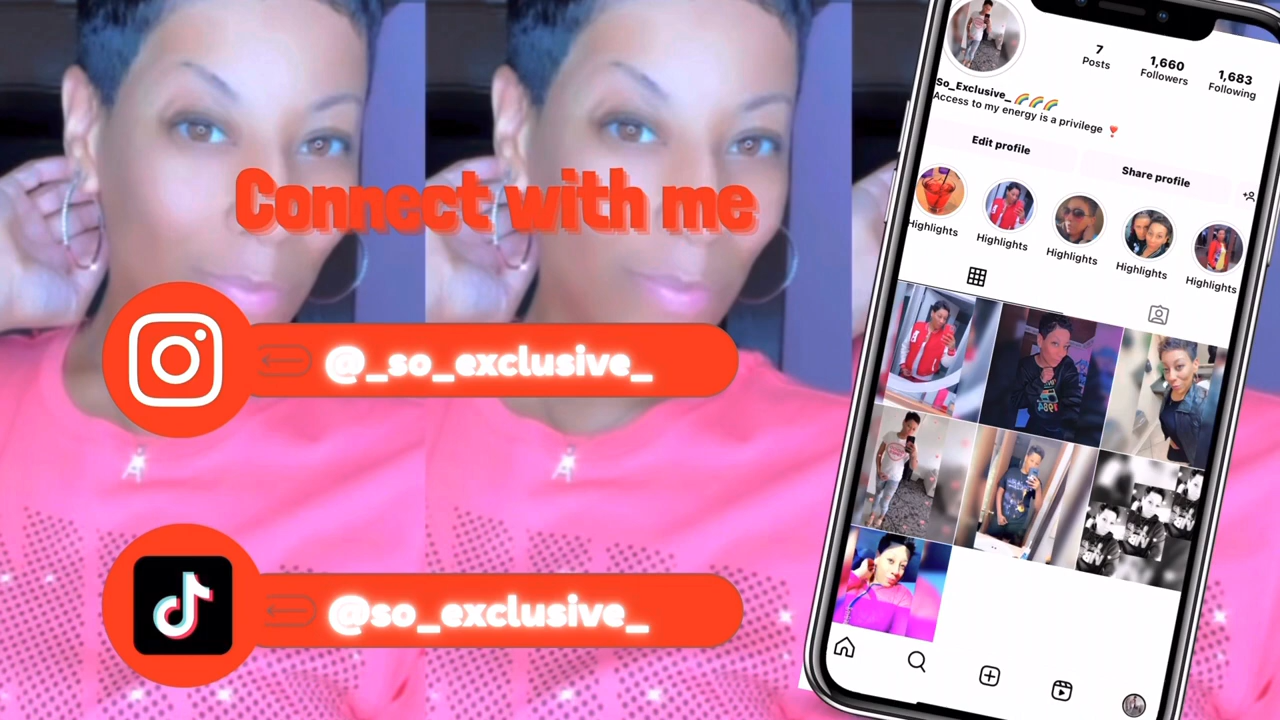 Connect with me
@_so_exclusive_
@so_exclusive_
7
Posts
1,660
Followers
1,683
Following
So_Exclusive_ 🌈🌈🌈
Access to my energy is a privilege ❣️
Edit profile
Share profile
Highlights
Highlights
Highlights
Highlights
Highlights